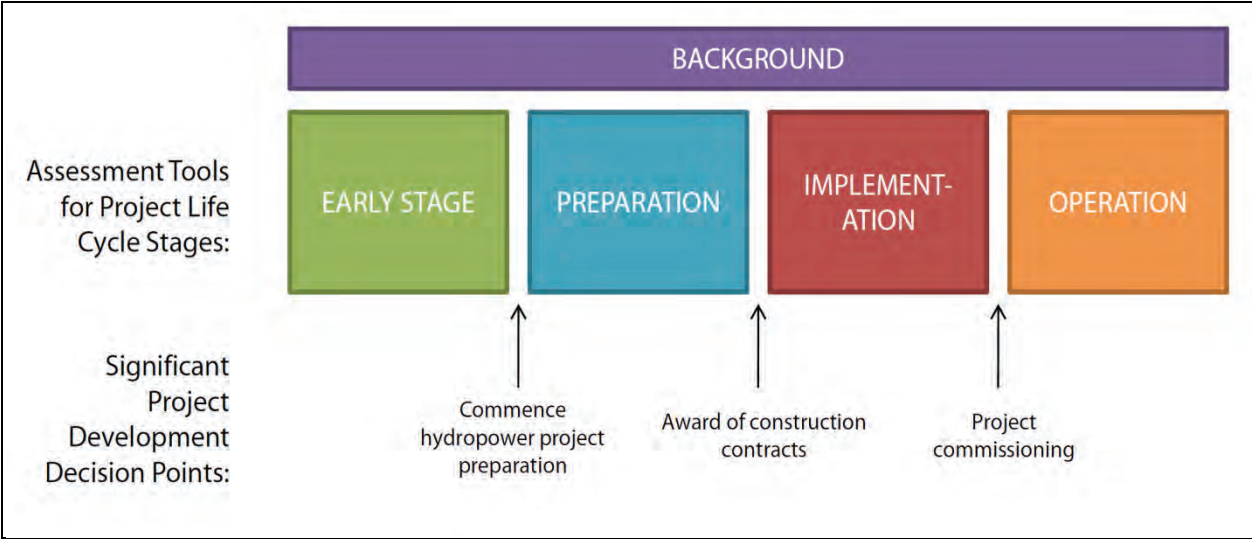 BACKGROUND
Assessment Tools
for Project Life
Cycle Stages:
EARLY STAGE
PREPARATION
IMPLEMENT-
ATION
OPERATION
Significant
Project
Development
Decision Points:
Commence
hydropower project
preparation
Award of construction
contracts
Project
commissioning